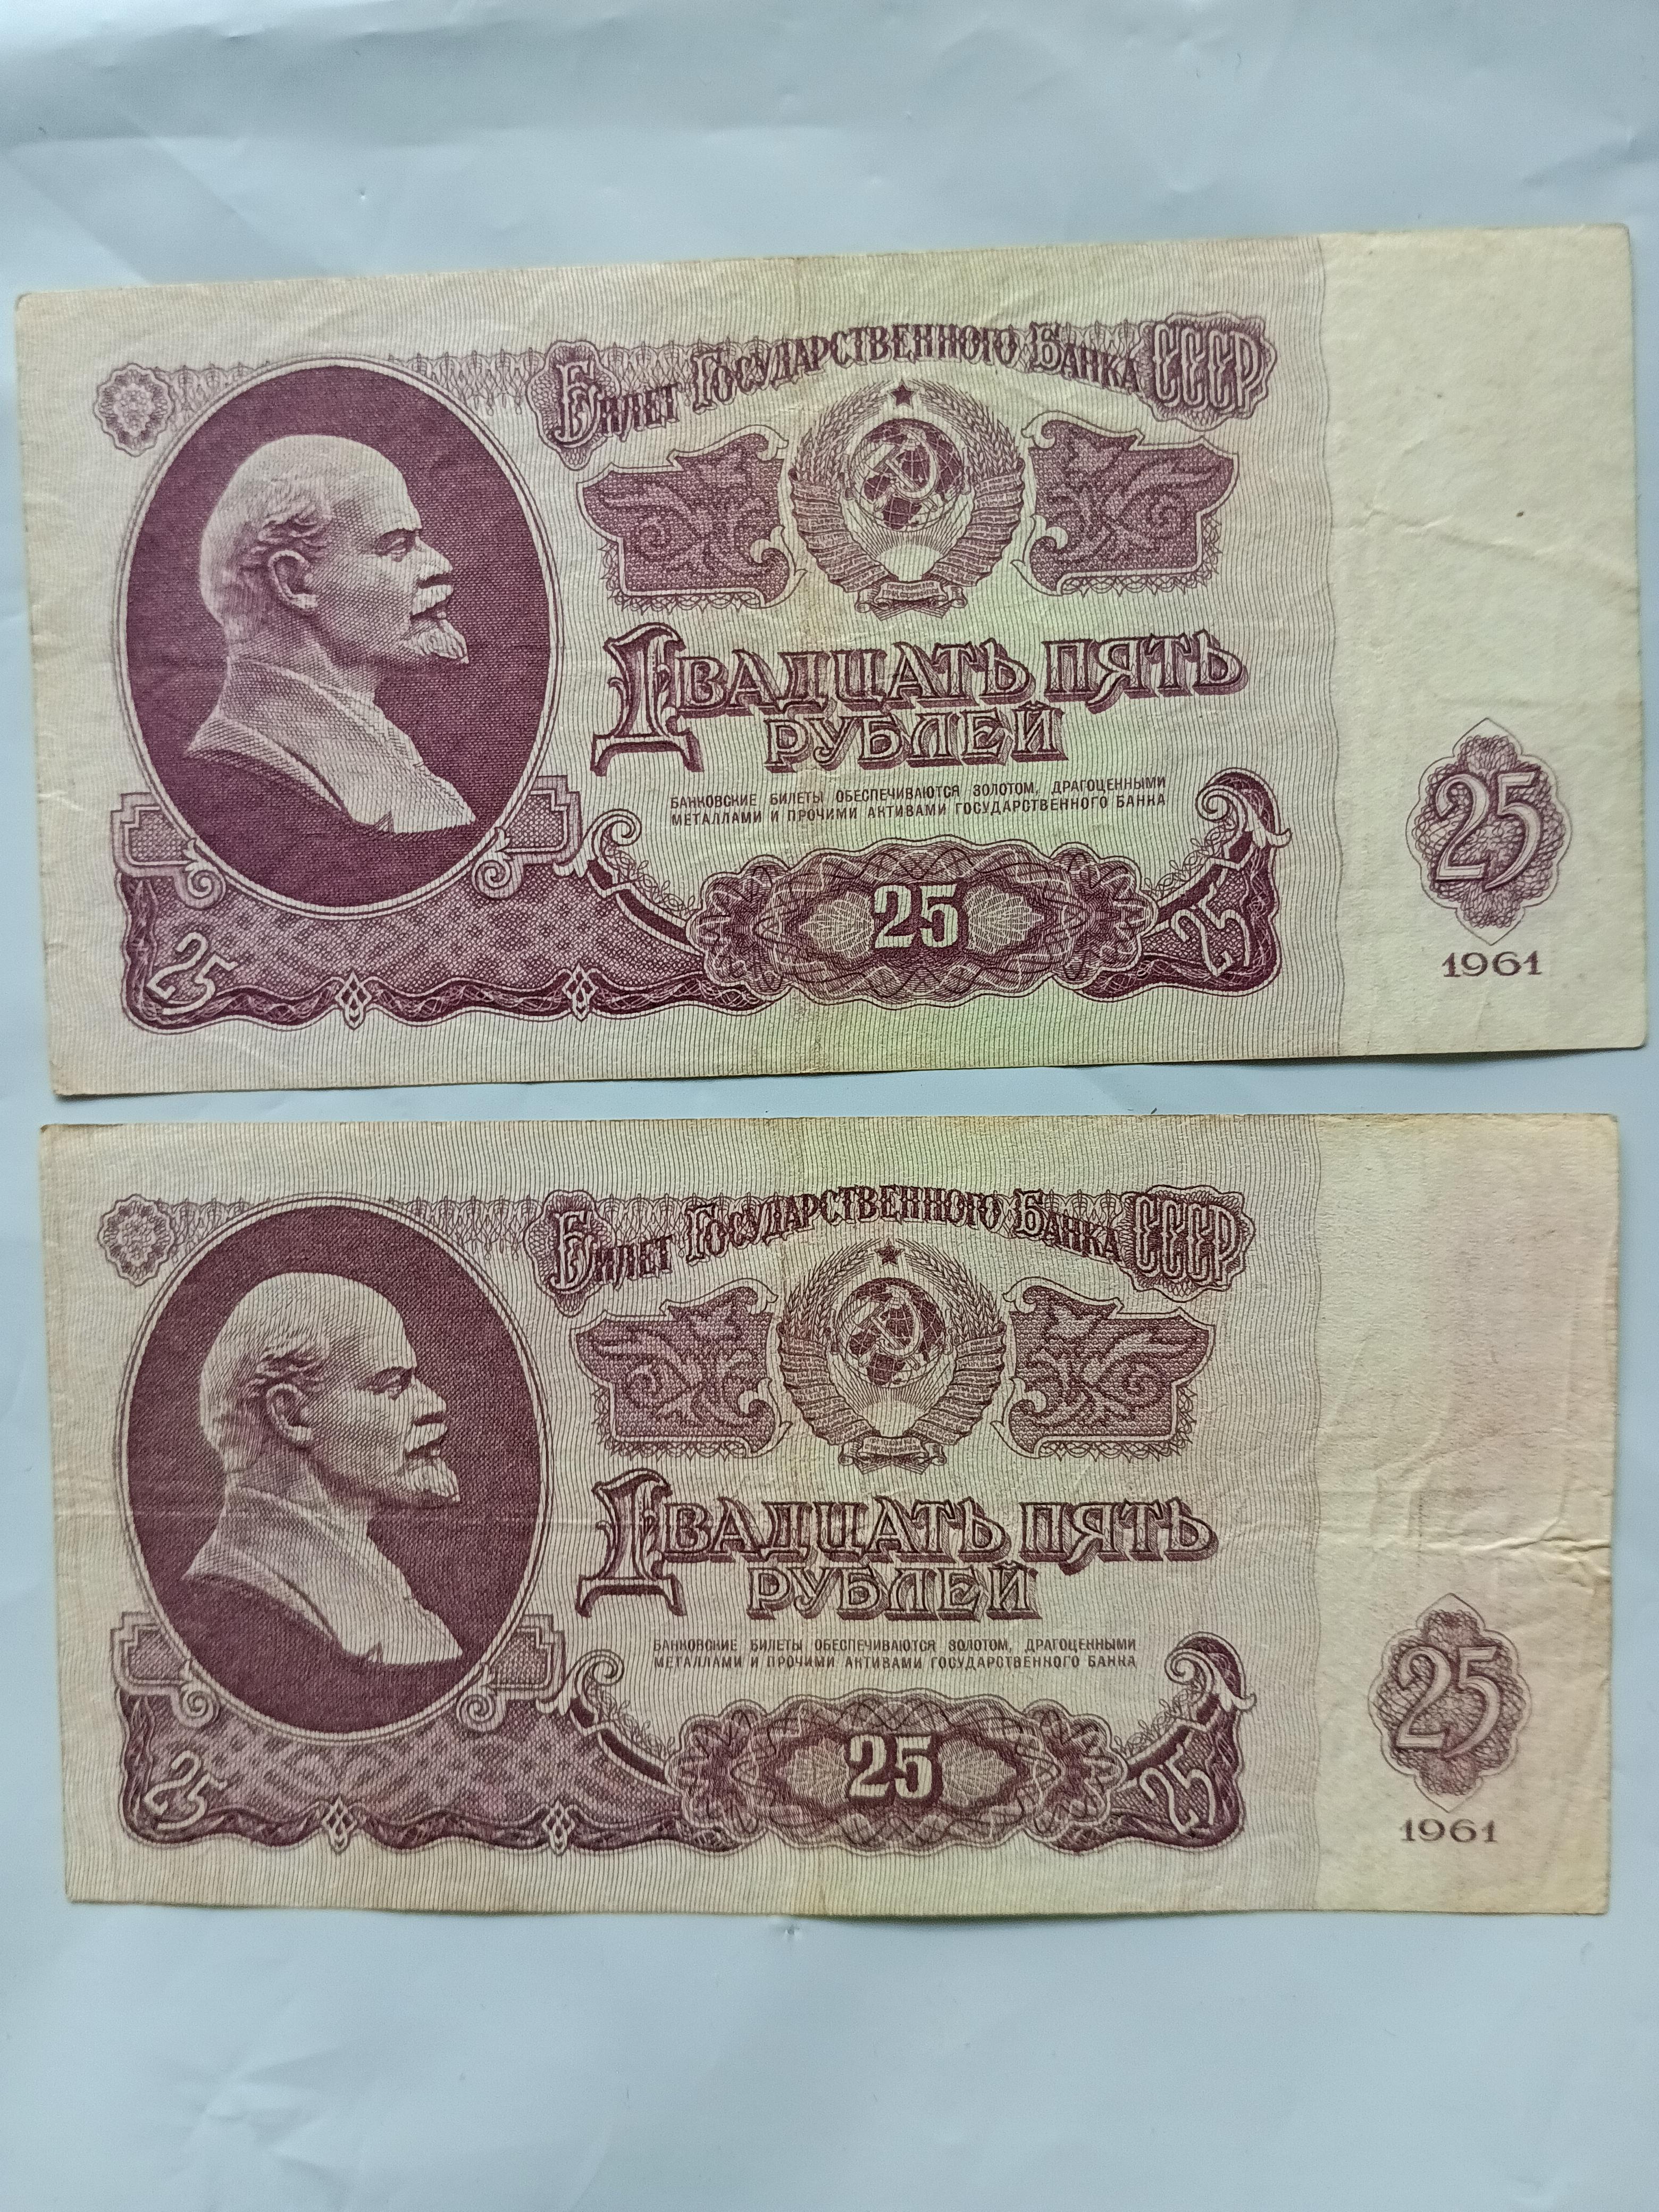 Билет Государственного Банка СССР
Двадцать пять
рублей
БАНКОВСКИЕ БИЛЕТЫ ОБЕСПЕЧИВАЮТСЯ ЗОЛОТОМ, ДРАГОЦЕННЫМИ
МЕТАЛЛАМИ И ПРОЧИМИ АКТИВАМИ ГОСУДАРСТВЕННОГО БАНКА
25
25
25
25
1961
Билет Государственного Банка СССР
Двадцать пять
рублей
БАНКОВСКИЕ БИЛЕТЫ ОБЕСПЕЧИВАЮТСЯ ЗОЛОТОМ, ДРАГОЦЕННЫМИ
МЕТАЛЛАМИ И ПРОЧИМИ АКТИВАМИ ГОСУДАРСТВЕННОГО БАНКА
25
25
25
25
1961